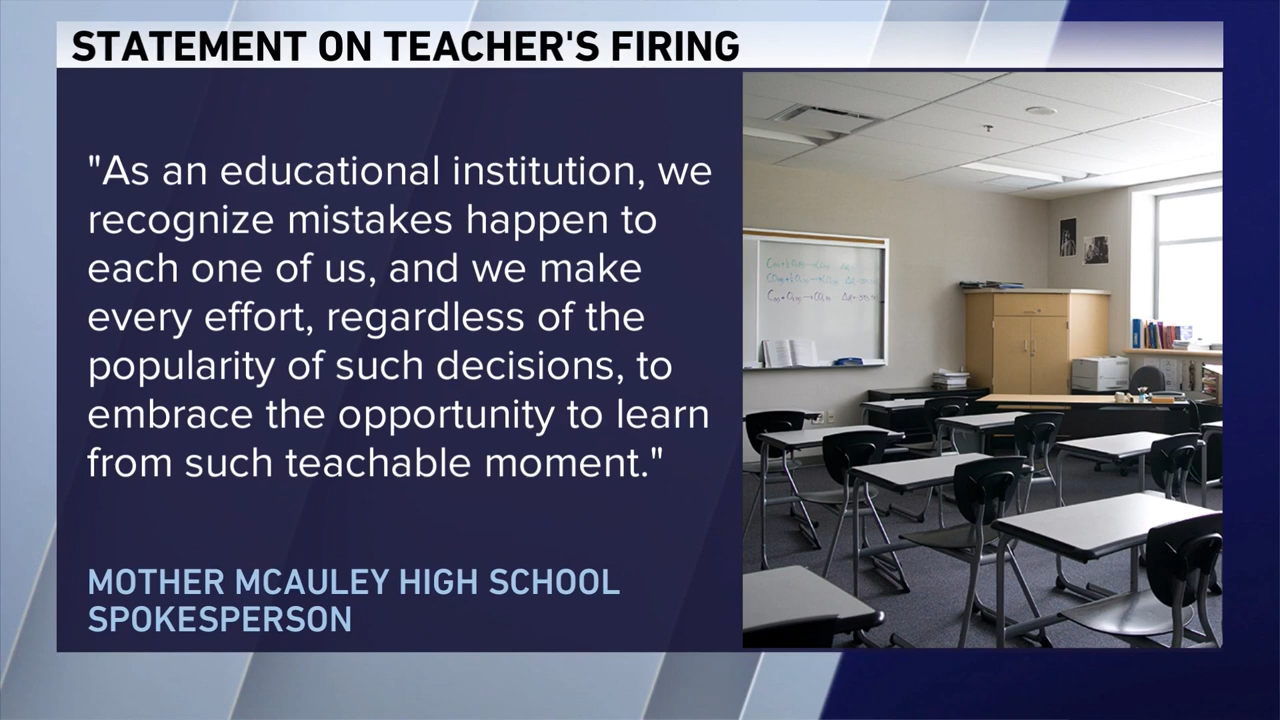 STATEMENT ON TEACHER'S FIRING
"As an educational institution, we
recognize mistakes happen to
each one of us, and we make
every effort, regardless of the
popularity of such decisions, to
embrace the opportunity to learn
from such teachable moment."
MOTHER MCAULEY HIGH SCHOOL
SPOKESPERSON